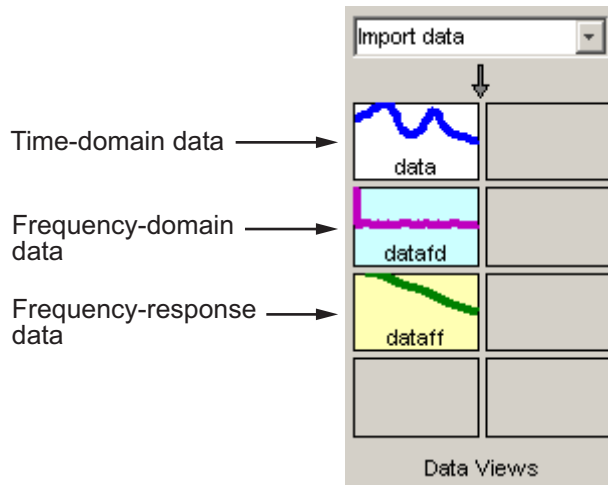 Import data
Time-domain data
data
Frequency-domain
data
datafd
Frequency-response
data
dataff
Data Views